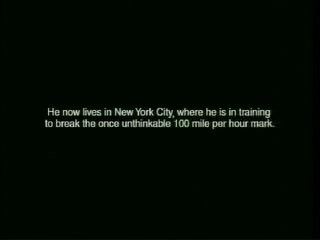 He now lives in New York City, where he is in training
to break the once unthinkable 100 mile per hour mark.